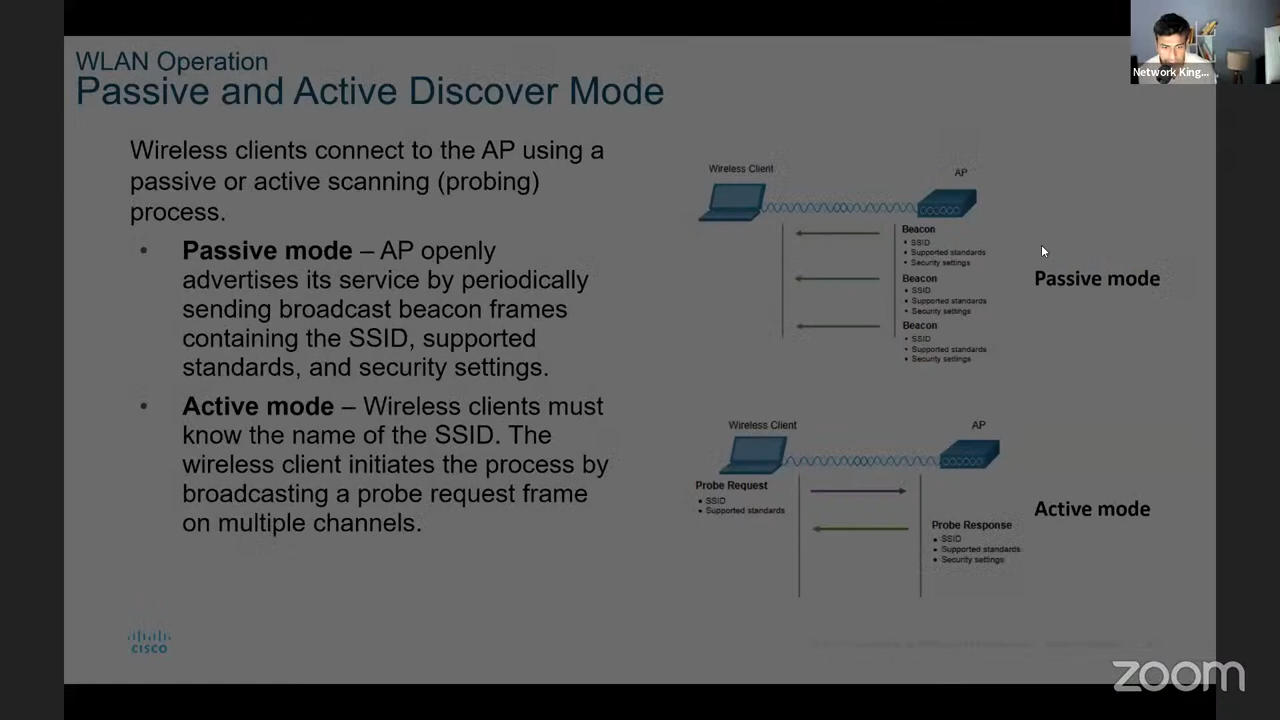 WLAN Operation
Passive and Active Discover Mode
Network King...
Wireless clients connect to the AP using a
passive or active scanning (probing)
process.
• Passive mode – AP openly
advertises its service by periodically
sending broadcast beacon frames
containing the SSID, supported
standards, and security settings.
• Active mode – Wireless clients must
know the name of the SSID. The
wireless client initiates the process by
broadcasting a probe request frame
on multiple channels.
Wireless Client
AP
Beacon
• SSID
• Supported standards
• Security settings
Beacon
• SSID
• Supported standards
• Security settings
Beacon
• SSID
• Supported standards
• Security settings
Passive mode
Wireless Client
AP
Probe Request
• SSID
• Supported standards
Probe Response
• SSID
• Supported standards
• Security settings
Active mode
CISCO
zoom